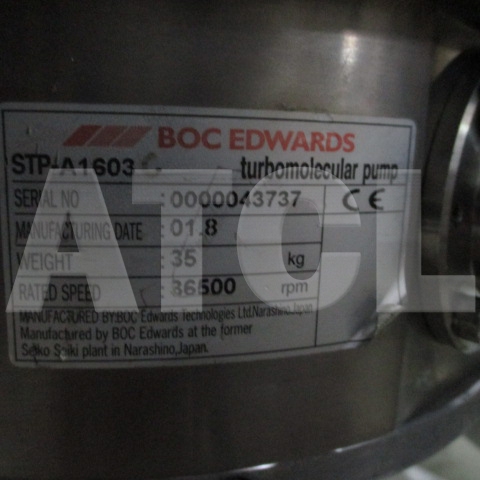 BOC EDWARDS
STP-A1603C turbomolecular pump
SERIAL NO : 0000043737 CE
MANUFACTURING DATE : 01.8
WEIGHT : 35 kg
RATED SPEED : 36500 rpm
MANUFACTURED BY:BOC Edwards Technologies Ltd.Narashino,Japan
Manufactured by BOC Edwards at the former
Seiko Seiki plant in Narashino,Japan.
ATCL